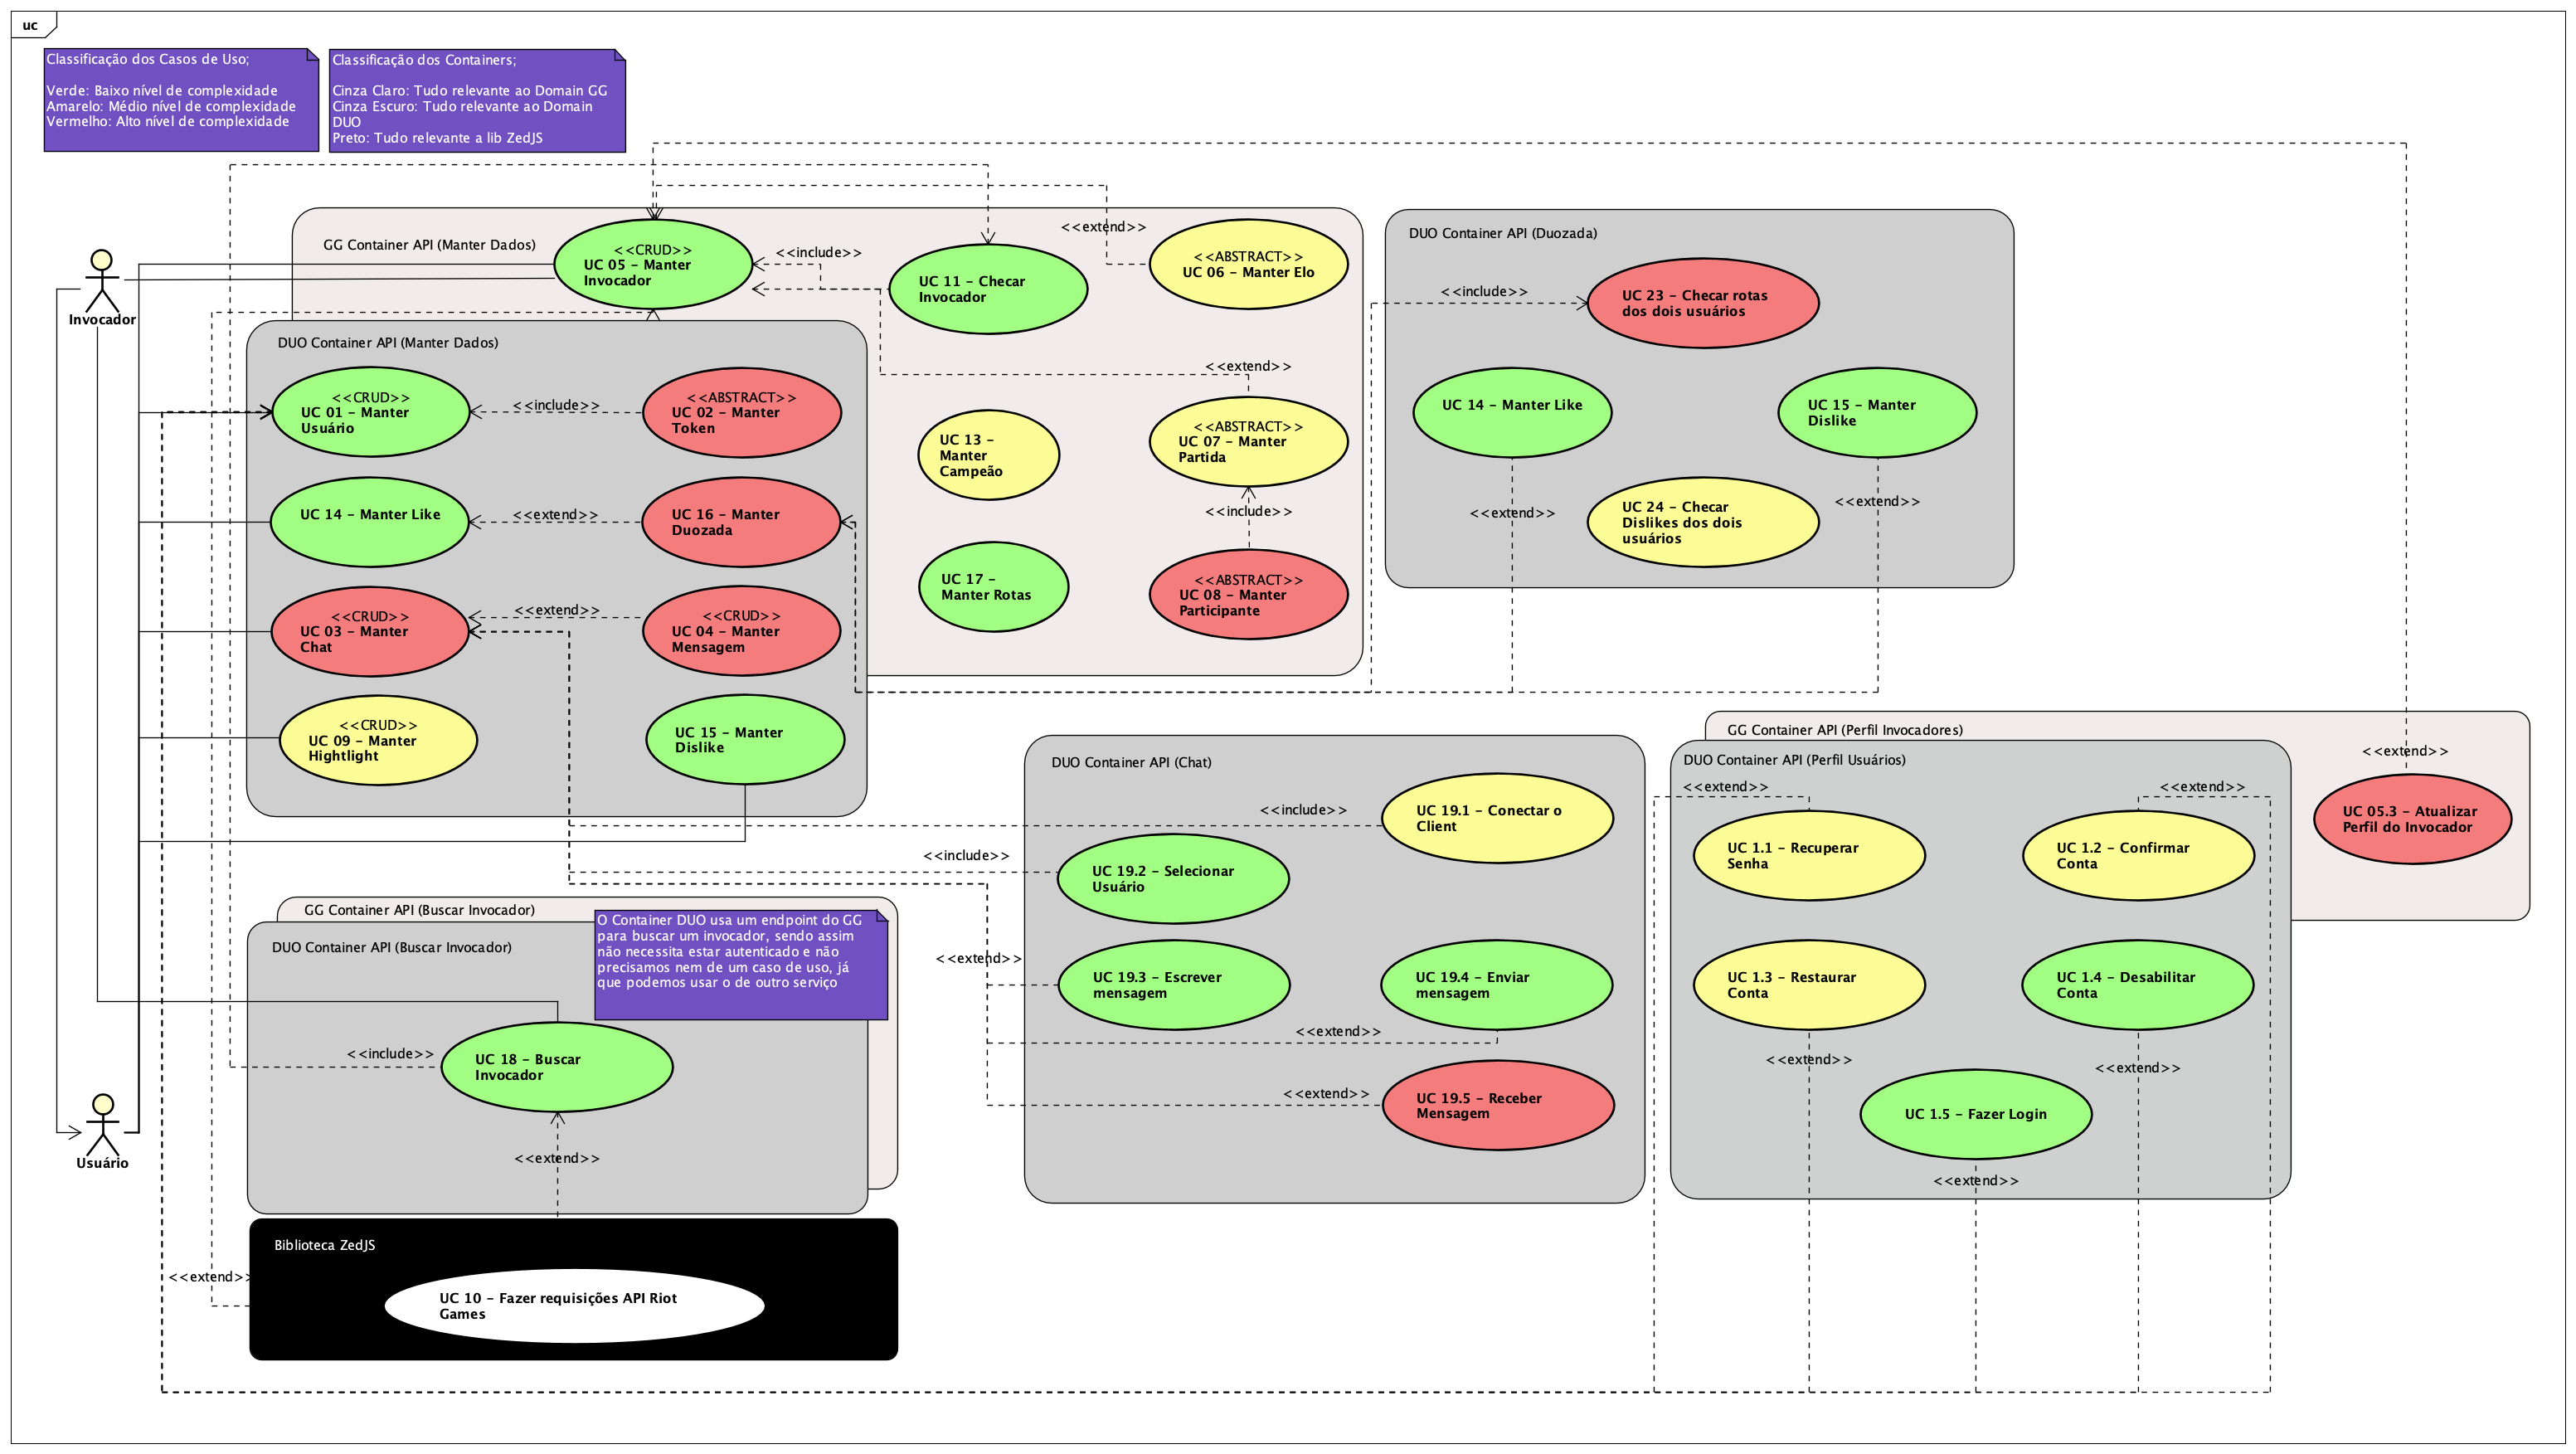 uc
Classificação dos Casos de Uso;
Verde: Baixo nível de complexidade
Amarelo: Médio nível de complexidade
Vermelho: Alto nível de complexidade
Classificação dos Containers;
Cinza Claro: Tudo relevante ao Domain GG
Cinza Escuro: Tudo relevante ao Domain
DUO
Preto: Tudo relevante a lib ZedJS
Invocador
Usuário
GG Container API (Manter Dados)
<<CRUD>>
UC 05 - Manter
Invocador
<<include>>
UC 11 - Checar
Invocador
<<extend>>
<<ABSTRACT>>
UC 06 - Manter Elo
<<extend>>
<<ABSTRACT>>
UC 07 - Manter
Partida
UC 13 -
Manter
Campeão
<<include>>
UC 17 -
Manter Rotas
<<ABSTRACT>>
UC 08 - Manter
Participante
DUO Container API (Manter Dados)
<<CRUD>>
UC 01 - Manter
Usuário
<<include>>
<<ABSTRACT>>
UC 02 - Manter
Token
UC 14 - Manter Like
<<extend>>
UC 16 - Manter
Duozada
<<CRUD>>
UC 03 - Manter
Chat
<<extend>>
<<CRUD>>
UC 04 - Manter
Mensagem
<<CRUD>>
UC 09 - Manter
Hightlight
UC 15 - Manter
Dislike
DUO Container API (Duozada)
<<include>>
UC 23 - Checar rotas
dos dois usuários
UC 14 - Manter Like
UC 15 - Manter
Dislike
<<extend>>
UC 24 - Checar
Dislikes dos dois
usuários
<<extend>>
GG Container API (Buscar Invocador)
DUO Container API (Buscar Invocador)
O Container DUO usa um endpoint do GG
para buscar um invocador, sendo assim
não necessita estar autenticado e não
precisamos nem de um caso de uso, já
que podemos usar o de outro serviço
<<include>>
UC 18 - Buscar
Invocador
<<extend>>
Biblioteca ZedJS
<<extend>>
UC 10 - Fazer requisições API Riot
Games
DUO Container API (Chat)
<<include>>
UC 19.1 - Conectar o
Client
<<include>>
UC 19.2 - Selecionar
Usuário
<<extend>>
UC 19.3 - Escrever
mensagem
UC 19.4 - Enviar
mensagem
<<extend>>
<<extend>>
UC 19.5 - Receber
Mensagem
GG Container API (Perfil Invocadores)
<<extend>>
UC 05.3 - Atualizar
Perfil do Invocador
DUO Container API (Perfil Usuários)
<<extend>>
<<extend>>
UC 1.1 - Recuperar
Senha
UC 1.2 - Confirmar
Conta
UC 1.3 - Restaurar
Conta
UC 1.4 - Desabilitar
Conta
<<extend>>
<<extend>>
UC 1.5 - Fazer Login
<<extend>>